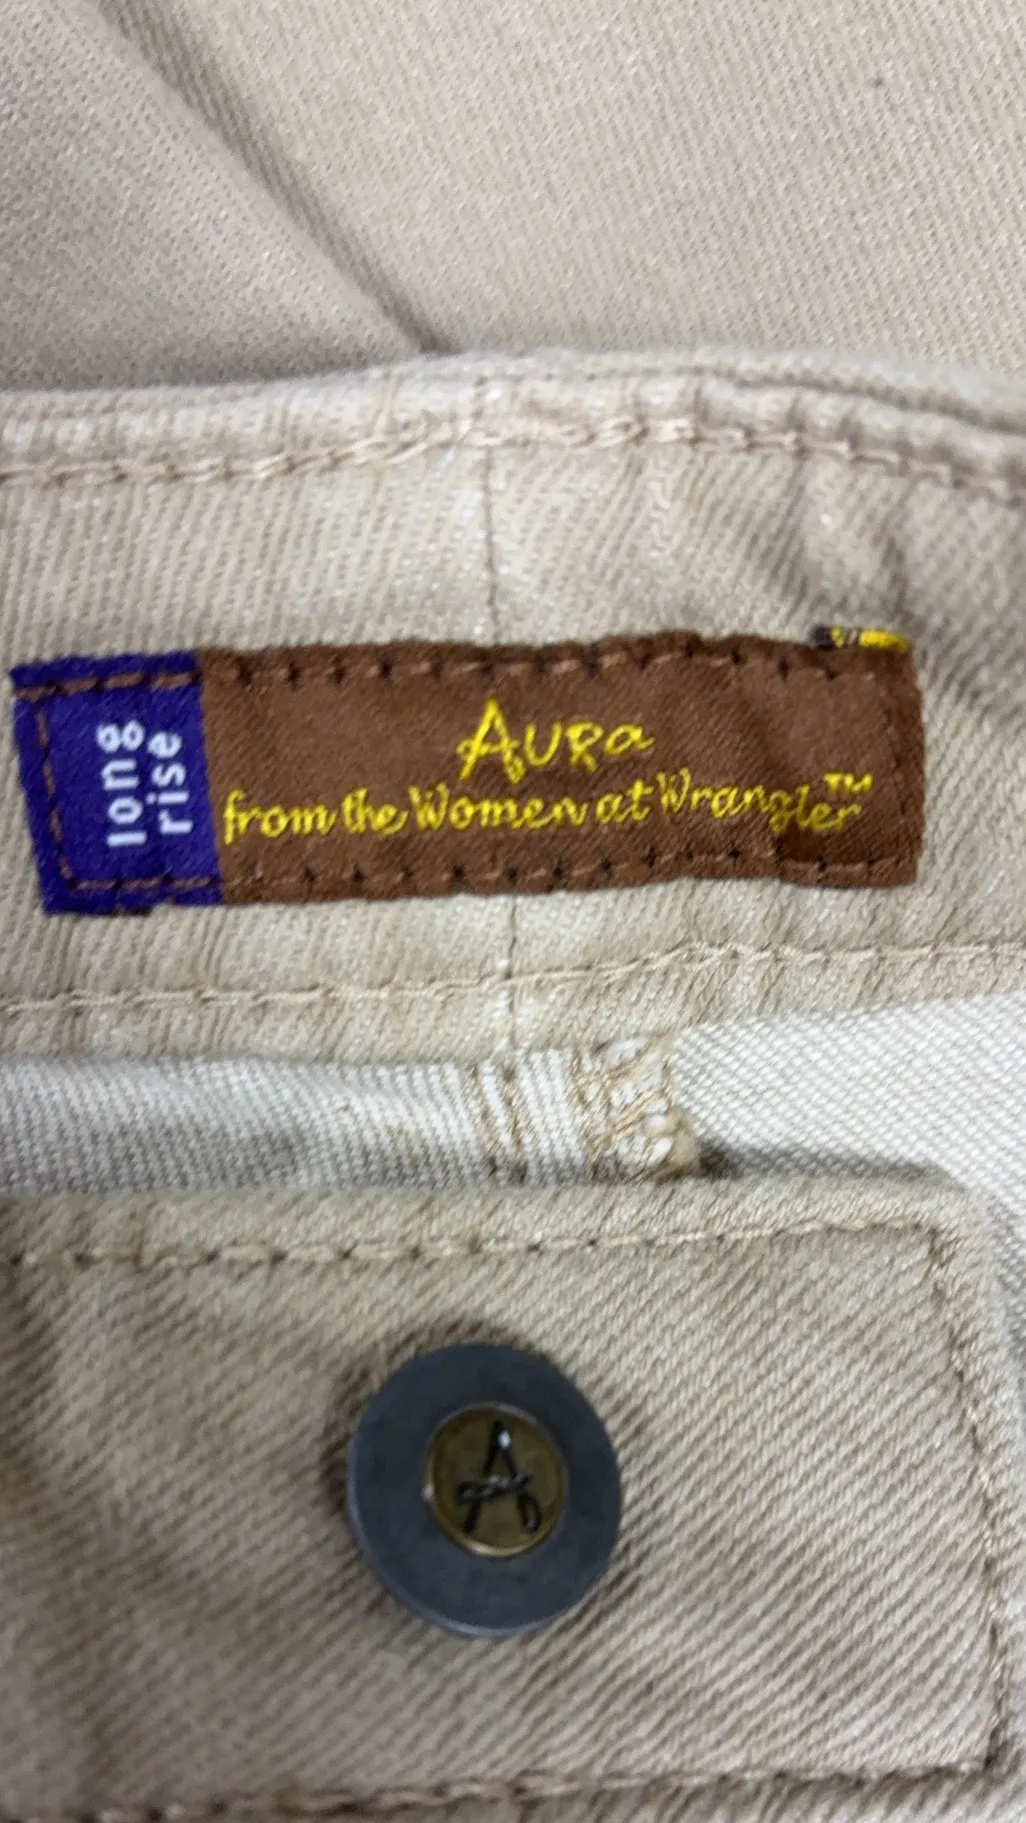 long
rise
AURa
from the Women at Wrangler™
A